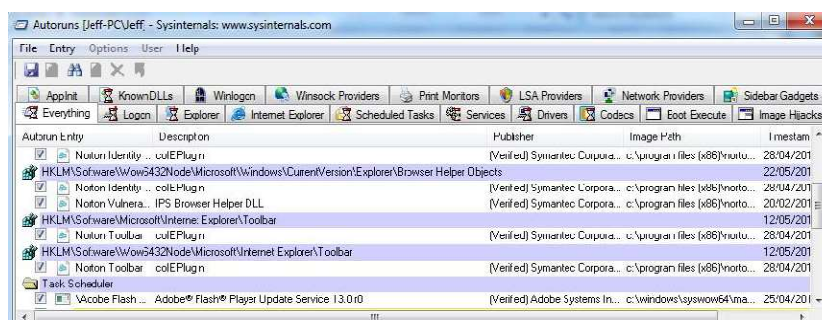 Autoruns [Jeff-PC\Jeff] - Sysinternals: www.sysinternals.com
File Entry Options User Help
AppInit KnownDLLs Winlogon Winsock Providers Print Monitors LSA Providers Network Providers Sidebar Gadgets
Everything Logon Explorer Internet Explorer Scheduled Tasks Services Drivers Codecs Boot Execute Image Hijacks
Autorun Entry Description Publisher Image Path Timestam
Norton Identity ... coIEPlugin (Verified) Symantec Corpora... c:\program files (x86)\norto... 28/04/201
HKLM\Software\Wow6432Node\Microsoft\Windows\CurrentVersion\Explorer\Browser Helper Objects 22/05/201
Norton Identity ... coIEPlugin (Verified) Symantec Corpora... c:\program files (x86)\norto... 28/04/201
Norton Vulnera... IPS Browser Helper DLL (Verified) Symantec Corpora... c:\program files (x86)\norto... 20/02/201
HKLM\Software\Microsoft\Internet Explorer\Toolbar 12/05/201
Norton Toolbar coIEPlugin (Verified) Symantec Corpora... c:\program files (x86)\norto... 28/04/201
HKLM\Software\Wow6432Node\Microsoft\Internet Explorer\Toolbar 12/05/201
Norton Toolbar coIEPlugin (Verified) Symantec Corpora... c:\program files (x86)\norto... 28/04/201
Task Scheduler
\Adobe Flash ... Adobe® Flash® Player Update Service 13.0 r0 (Verified) Adobe Systems In... c:\windows\syswow64\ma... 25/04/201